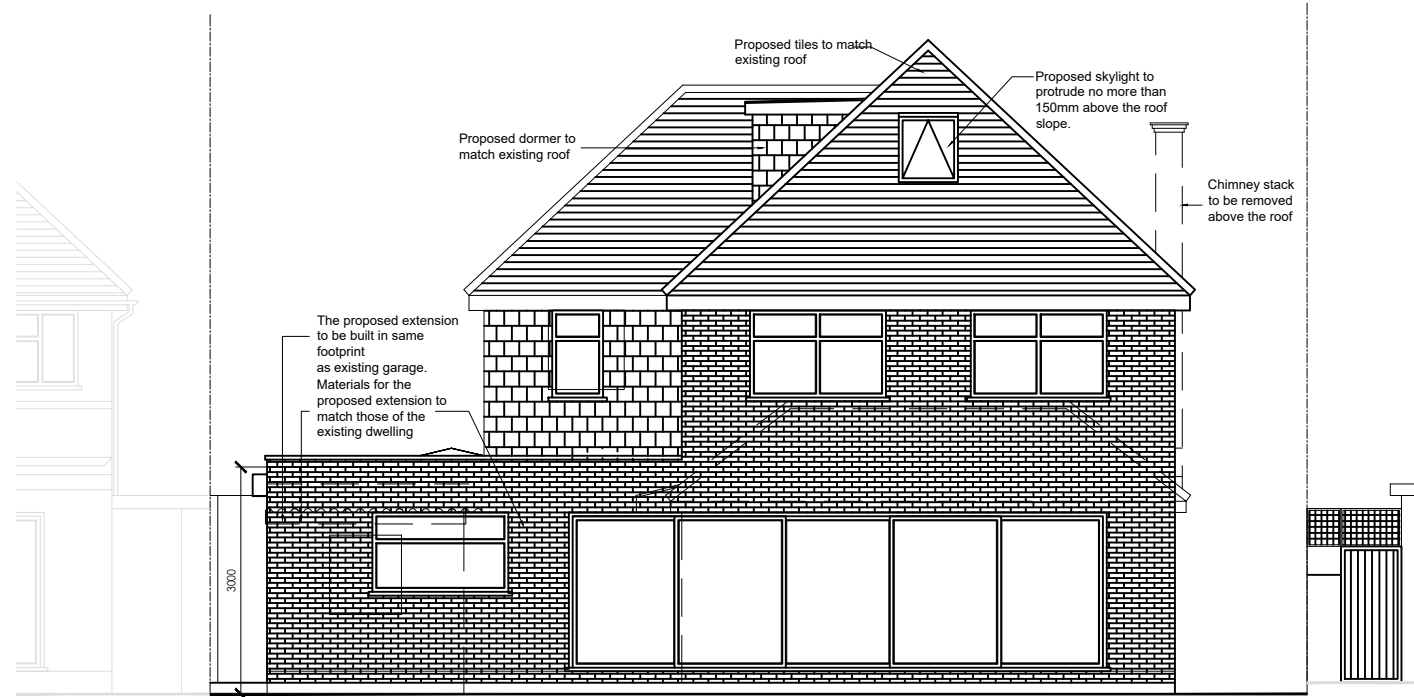 Proposed tiles to match
existing roof
Proposed skylight to
protrude no more than
150mm above the roof
slope.
Proposed dormer to
match existing roof
Chimney stack
to be removed
above the roof
The proposed extension
to be built in same
footprint
as existing garage.
Materials for the
proposed extension to
match those of the
existing dwelling
3000